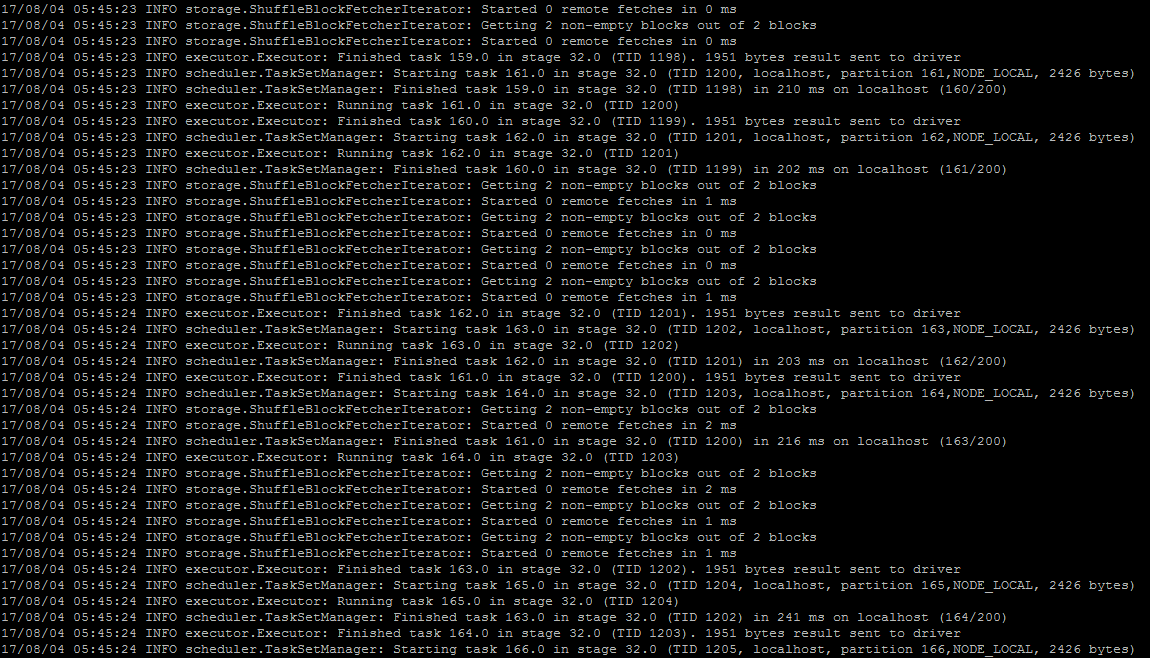 17/08/04 05:45:23 INFO storage.ShuffleBlockFetcherIterator: Started 0 remote fetches in 0 ms
17/08/04 05:45:23 INFO storage.ShuffleBlockFetcherIterator: Getting 2 non-empty blocks out of 2 blocks
17/08/04 05:45:23 INFO storage.ShuffleBlockFetcherIterator: Started 0 remote fetches in 0 ms
17/08/04 05:45:23 INFO executor.Executor: Finished task 159.0 in stage 32.0 (TID 1198). 1951 bytes result sent to driver
17/08/04 05:45:23 INFO scheduler.TaskSetManager: Starting task 161.0 in stage 32.0 (TID 1200, localhost, partition 161,NODE_LOCAL, 2426 bytes)
17/08/04 05:45:23 INFO scheduler.TaskSetManager: Finished task 159.0 in stage 32.0 (TID 1198) in 210 ms on localhost (160/200)
17/08/04 05:45:23 INFO executor.Executor: Running task 161.0 in stage 32.0 (TID 1200)
17/08/04 05:45:23 INFO executor.Executor: Finished task 160.0 in stage 32.0 (TID 1199). 1951 bytes result sent to driver
17/08/04 05:45:23 INFO scheduler.TaskSetManager: Starting task 162.0 in stage 32.0 (TID 1201, localhost, partition 162,NODE_LOCAL, 2426 bytes)
17/08/04 05:45:23 INFO executor.Executor: Running task 162.0 in stage 32.0 (TID 1201)
17/08/04 05:45:23 INFO scheduler.TaskSetManager: Finished task 160.0 in stage 32.0 (TID 1199) in 202 ms on localhost (161/200)
17/08/04 05:45:23 INFO storage.ShuffleBlockFetcherIterator: Getting 2 non-empty blocks out of 2 blocks
17/08/04 05:45:23 INFO storage.ShuffleBlockFetcherIterator: Started 0 remote fetches in 1 ms
17/08/04 05:45:23 INFO storage.ShuffleBlockFetcherIterator: Getting 2 non-empty blocks out of 2 blocks
17/08/04 05:45:23 INFO storage.ShuffleBlockFetcherIterator: Started 0 remote fetches in 0 ms
17/08/04 05:45:23 INFO storage.ShuffleBlockFetcherIterator: Getting 2 non-empty blocks out of 2 blocks
17/08/04 05:45:23 INFO storage.ShuffleBlockFetcherIterator: Started 0 remote fetches in 0 ms
17/08/04 05:45:23 INFO storage.ShuffleBlockFetcherIterator: Getting 2 non-empty blocks out of 2 blocks
17/08/04 05:45:23 INFO storage.ShuffleBlockFetcherIterator: Started 0 remote fetches in 1 ms
17/08/04 05:45:24 INFO executor.Executor: Finished task 162.0 in stage 32.0 (TID 1201). 1951 bytes result sent to driver
17/08/04 05:45:24 INFO scheduler.TaskSetManager: Starting task 163.0 in stage 32.0 (TID 1202, localhost, partition 163,NODE_LOCAL, 2426 bytes)
17/08/04 05:45:24 INFO executor.Executor: Running task 163.0 in stage 32.0 (TID 1202)
17/08/04 05:45:24 INFO scheduler.TaskSetManager: Finished task 162.0 in stage 32.0 (TID 1201) in 203 ms on localhost (162/200)
17/08/04 05:45:24 INFO executor.Executor: Finished task 161.0 in stage 32.0 (TID 1200). 1951 bytes result sent to driver
17/08/04 05:45:24 INFO scheduler.TaskSetManager: Starting task 164.0 in stage 32.0 (TID 1203, localhost, partition 164,NODE_LOCAL, 2426 bytes)
17/08/04 05:45:24 INFO storage.ShuffleBlockFetcherIterator: Getting 2 non-empty blocks out of 2 blocks
17/08/04 05:45:24 INFO storage.ShuffleBlockFetcherIterator: Started 0 remote fetches in 2 ms
17/08/04 05:45:24 INFO scheduler.TaskSetManager: Finished task 161.0 in stage 32.0 (TID 1200) in 216 ms on localhost (163/200)
17/08/04 05:45:24 INFO executor.Executor: Running task 164.0 in stage 32.0 (TID 1203)
17/08/04 05:45:24 INFO storage.ShuffleBlockFetcherIterator: Getting 2 non-empty blocks out of 2 blocks
17/08/04 05:45:24 INFO storage.ShuffleBlockFetcherIterator: Started 0 remote fetches in 2 ms
17/08/04 05:45:24 INFO storage.ShuffleBlockFetcherIterator: Getting 2 non-empty blocks out of 2 blocks
17/08/04 05:45:24 INFO storage.ShuffleBlockFetcherIterator: Started 0 remote fetches in 1 ms
17/08/04 05:45:24 INFO storage.ShuffleBlockFetcherIterator: Getting 2 non-empty blocks out of 2 blocks
17/08/04 05:45:24 INFO storage.ShuffleBlockFetcherIterator: Started 0 remote fetches in 1 ms
17/08/04 05:45:24 INFO executor.Executor: Finished task 163.0 in stage 32.0 (TID 1202). 1951 bytes result sent to driver
17/08/04 05:45:24 INFO scheduler.TaskSetManager: Starting task 165.0 in stage 32.0 (TID 1204, localhost, partition 165,NODE_LOCAL, 2426 bytes)
17/08/04 05:45:24 INFO executor.Executor: Running task 165.0 in stage 32.0 (TID 1204)
17/08/04 05:45:24 INFO scheduler.TaskSetManager: Finished task 163.0 in stage 32.0 (TID 1202) in 241 ms on localhost (164/200)
17/08/04 05:45:24 INFO executor.Executor: Finished task 164.0 in stage 32.0 (TID 1203). 1951 bytes result sent to driver
17/08/04 05:45:24 INFO scheduler.TaskSetManager: Starting task 166.0 in stage 32.0 (TID 1205, localhost, partition 166,NODE_LOCAL, 2426 bytes)